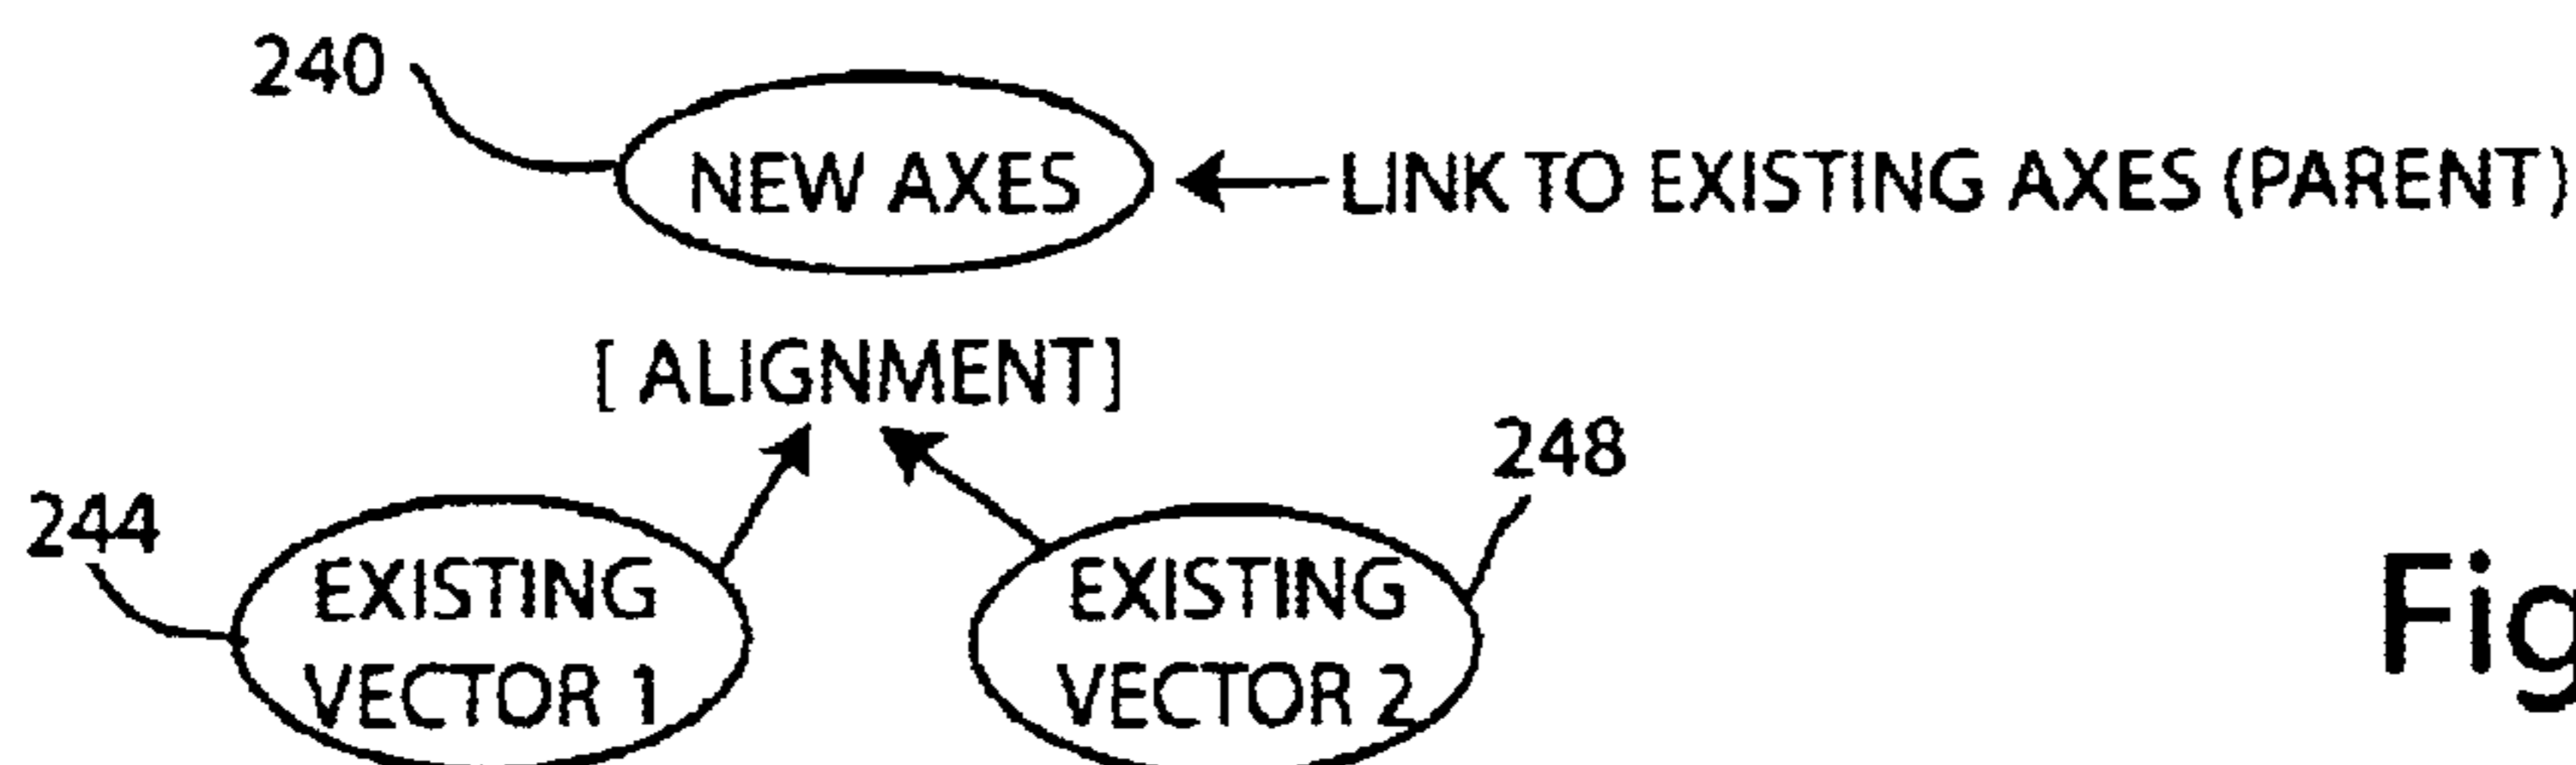 240
NEW AXES
LINK TO EXISTING AXES (PARENT)
[ ALIGNMENT]
248
244
EXISTING
VECTOR 1
EXISTING
VECTOR 2
Fig